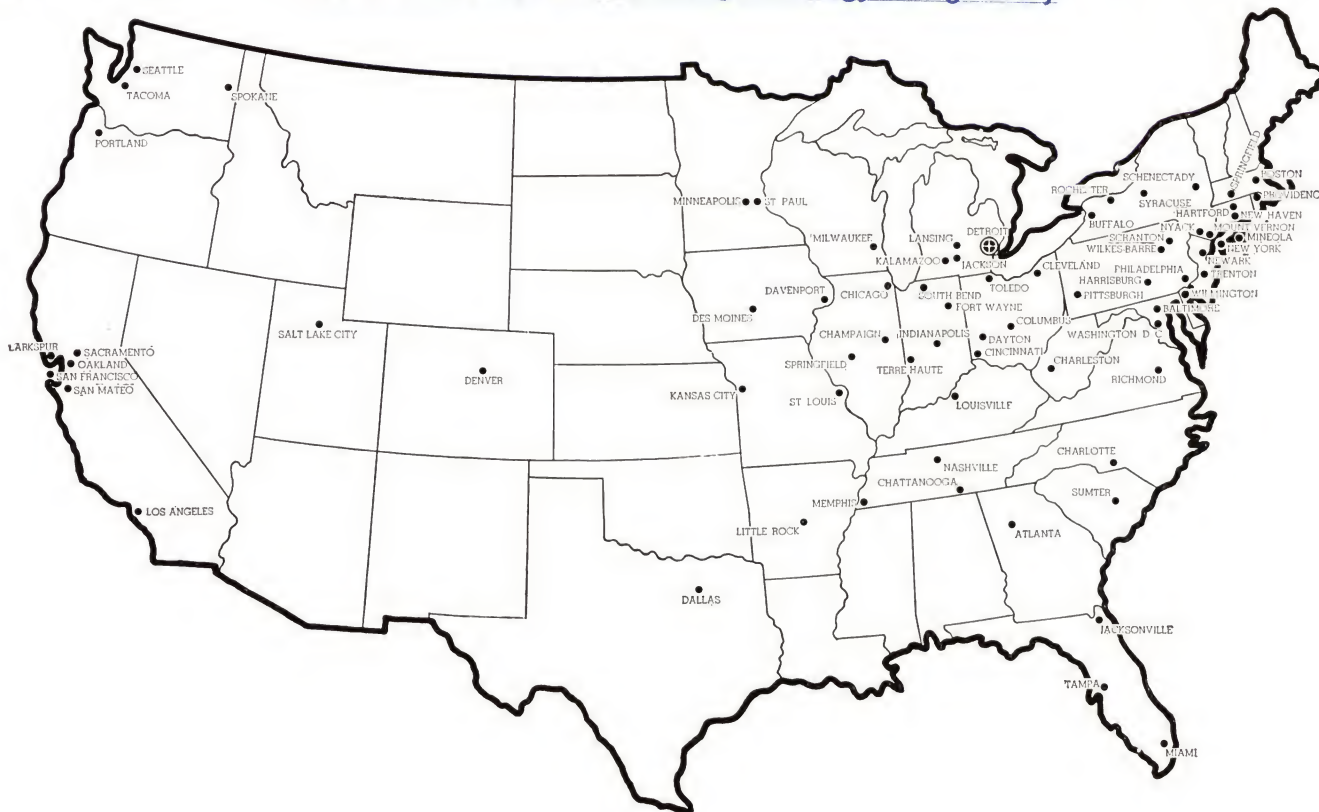 SEATTLE
TACOMA
SPOKANE
PORTLAND
MINNEAPOLIS
ST PAUL
MILWAUKEE
LANSING
DETROIT
KALAMAZOO
JACKSON
ROCHESTER
SCHENECTADY
SYRACUSE
BUFFALO
SPRINGFIELD
BOSTON
PROVIDENC
HARTFORD
NEW HAVEN
NYACK
MOUNT VERNON
SCRANTON
MINEOLA
WILKES-BARRE
NEW YORK
NEWARK
CLEVELAND
TOLEDO
PHILADELPHIA
TRENTON
HARRISBURG
PITTSBURGH
WILMINGTON
BALTIMORE
WASHINGTON D C
DAVENPORT
CHICAGO
SOUTH BEND
FORT WAYNE
DES MOINES
COLUMBUS
CHAMPAIGN
INDIANAPOLIS
DAYTON
CINCINNATI
SPRINGFIELD
TERRE HAUTE
CHARLESTON
RICHMOND
SALT LAKE CITY
LARKSPUR
SACRAMENTO
OAKLAND
SAN FRANCISCO
SAN MATEO
DENVER
KANSAS CITY
ST LOUIS
LOUISVILLE
NASHVILLE
CHARLOTTE
CHATTANOOGA
MEMPHIS
SUMTER
LOS ANGELES
LITTLE ROCK
ATLANTA
DALLAS
JACKSONVILLE
TAMPA
MIAMI